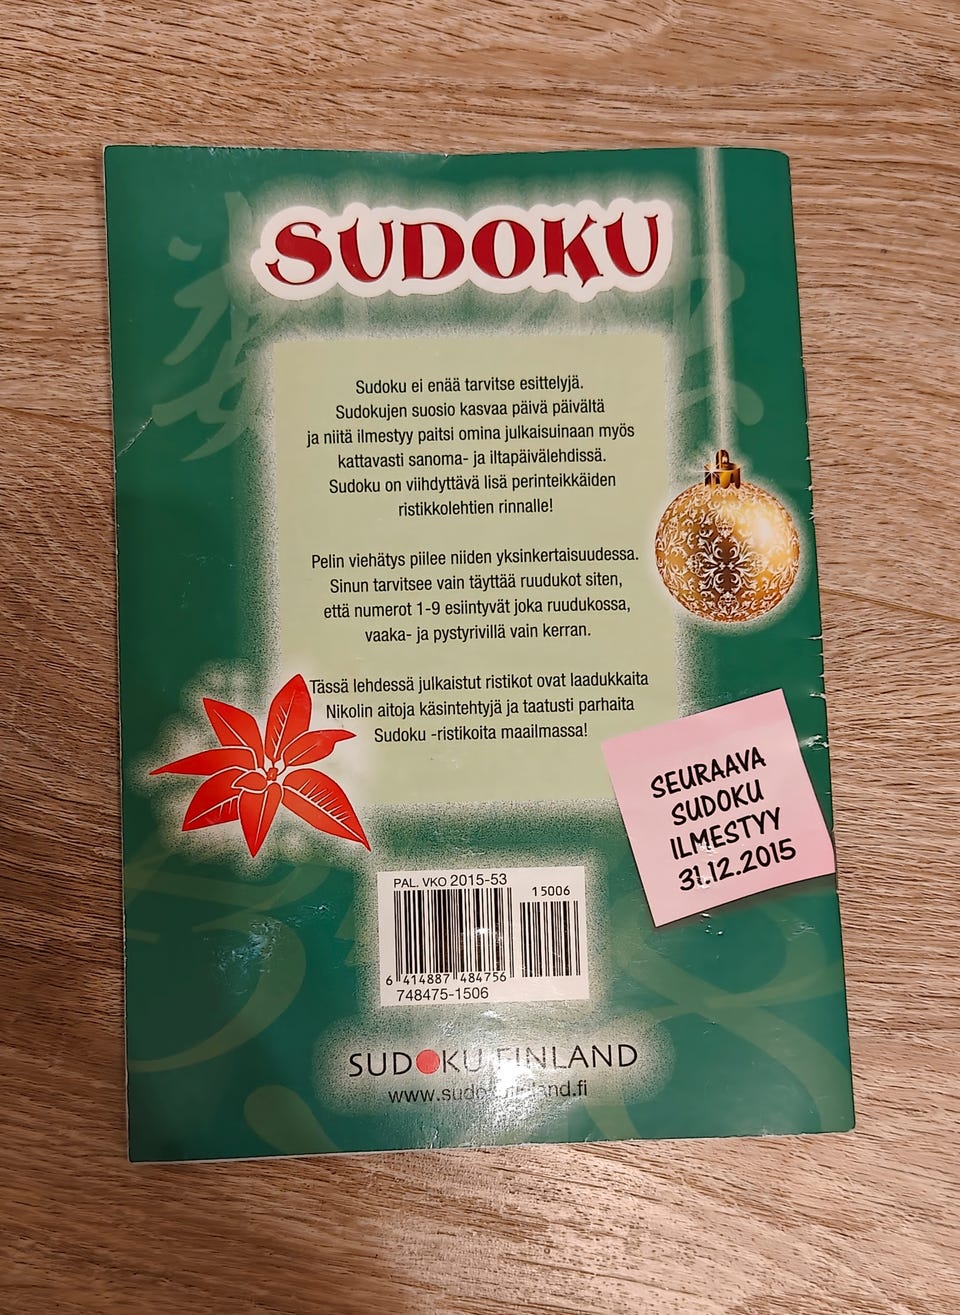 SUDOKU
Sudoku ei enää tarvitse esittelyjä.
Sudokujen suosio kasvaa päivä päivältä
ja niitä ilmestyy paitsi omina julkaisuinaan myös
kattavasti sanoma- ja iltapäivälehdissä.
Sudoku on viihdyttävä lisä perinteikkäiden
ristikkolehtien rinnalle!
Pelin viehätys piilee niiden yksinkertaisuudessa.
Sinun tarvitsee vain täyttää ruudukot siten,
että numerot 1-9 esiintyvät joka ruudukossa,
vaaka- ja pystyrivillä vain kerran.
Tässä lehdessä julkaistut ristikot ovat laadukkaita
Nikolin aitoja käsintehtyjä ja taatusti parhaita
Sudoku -ristikoita maailmassa!
SEURAAVA
SUDOKU
ILMESTYY
31.12.2015
PAL. VKO 2015-53
15006
6 414887 484756
748475-1506
SUDOKU FINLAND
www.sudokufinland.fi